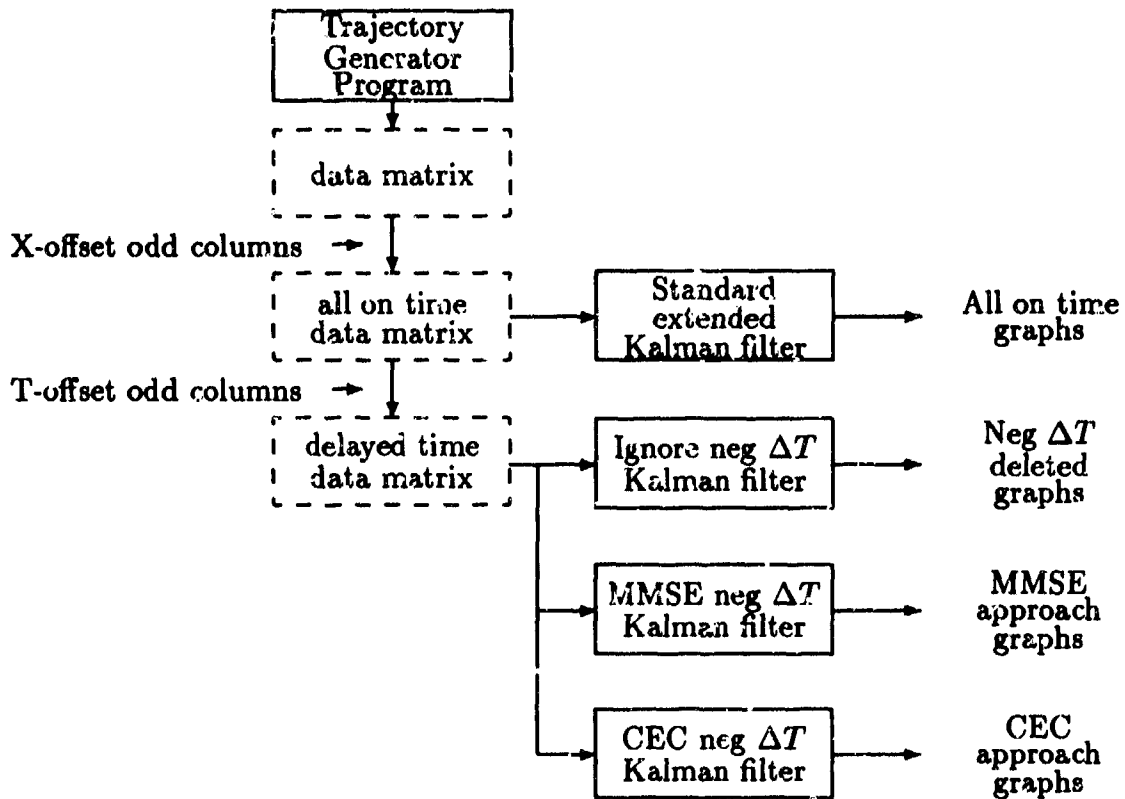 Trajectory
Generator
Program
data matrix
X-offset odd columns
all on time
data matrix
Standard
extended
Kalman filter
All on time
graphs
T-offset odd columns
delayed time
data matrix
Ignore neg ΔT
Kalman filter
Neg ΔT
deleted
graphs
MMSE neg ΔT
Kalman filter
MMSE
approach
graphs
CEC neg ΔT
Kalman filter
CEC
approach
graphs